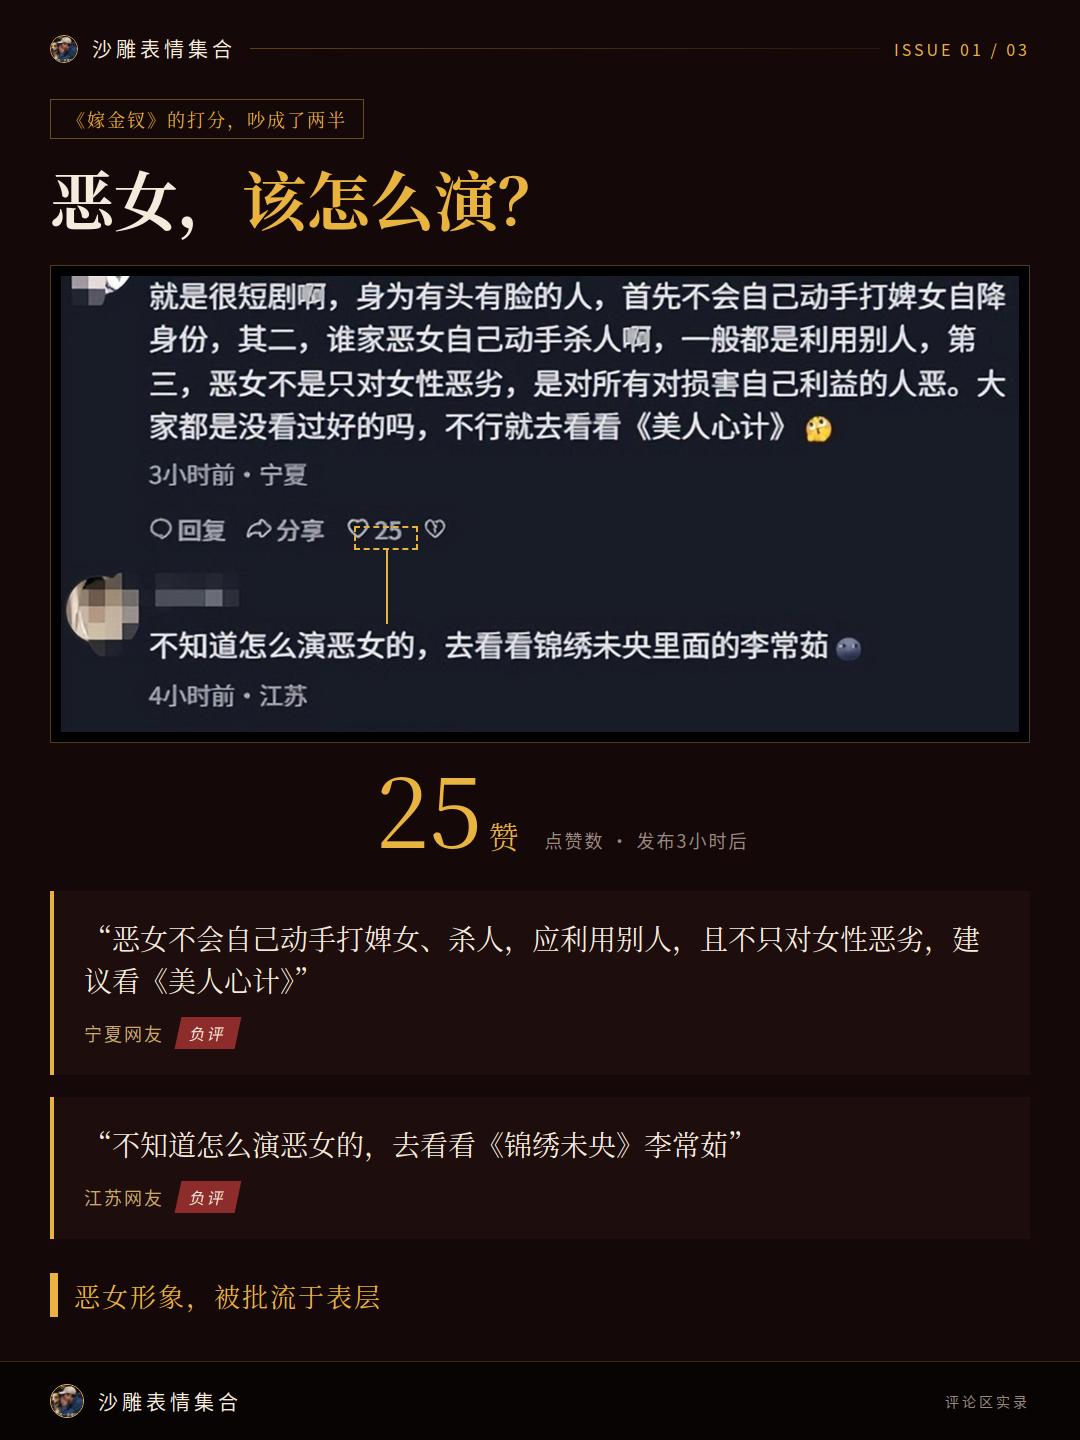 沙雕表情集合
ISSUE 01 / 03
《嫁金钗》的打分，吵成了两半
恶女，该怎么演?
就是很短剧啊，身为有头有脸的人，首先不会自己动手打婢女自降
身份，其二，谁家恶女自己动手杀人啊，一般都是利用别人，第
三，恶女不是只对女性恶劣，是对所有对损害自己利益的人恶。大
家都是没看过好的吗，不行就去看看《美人心计》
3小时前·宁夏
回复 分享 25
不知道怎么演恶女的，去看看锦绣未央里面的李常茹
4小时前·江苏
25 赞 点赞数 · 发布3小时后
“恶女不会自己动手打婢女、杀人，应利用别人，且不只对女性恶劣，建
议看《美人心计》”
宁夏网友 负评
“不知道怎么演恶女的，去看看《锦绣未央》李常茹”
江苏网友 负评
恶女形象，被批流于表层
沙雕表情集合
评论区实录